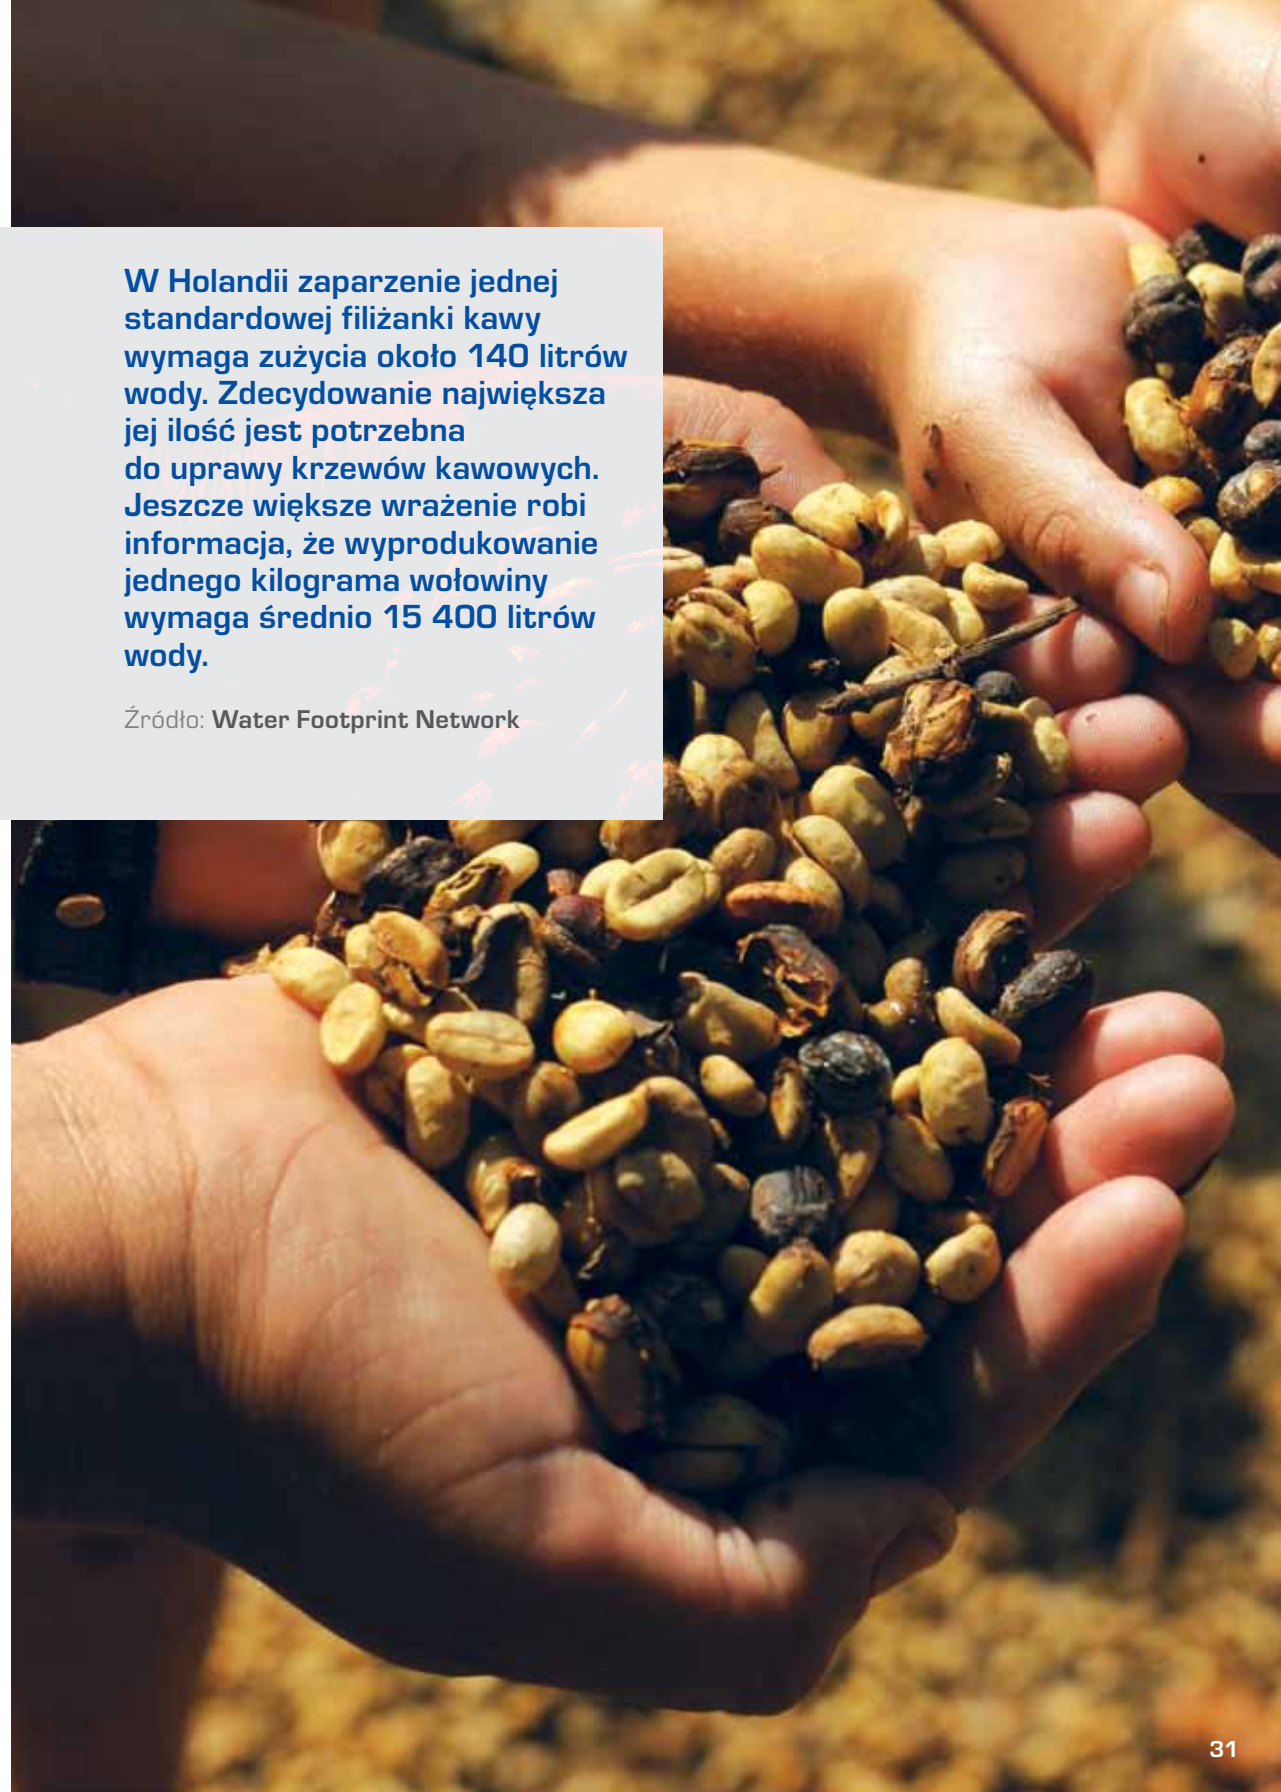 W Holandii zaparzenie jednej
standardowej filiżanki kawy
wymaga zużycia około 140 litrów
wody. Zdecydowanie największa
jej ilość jest potrzebna
do uprawy krzewów kawowych.
Jeszcze większe wrażenie robi
informacja, że wyprodukowanie
jednego kilograma wołowiny
wymaga średnio 15 400 litrów
wody.
Źródło: Water Footprint Network
31